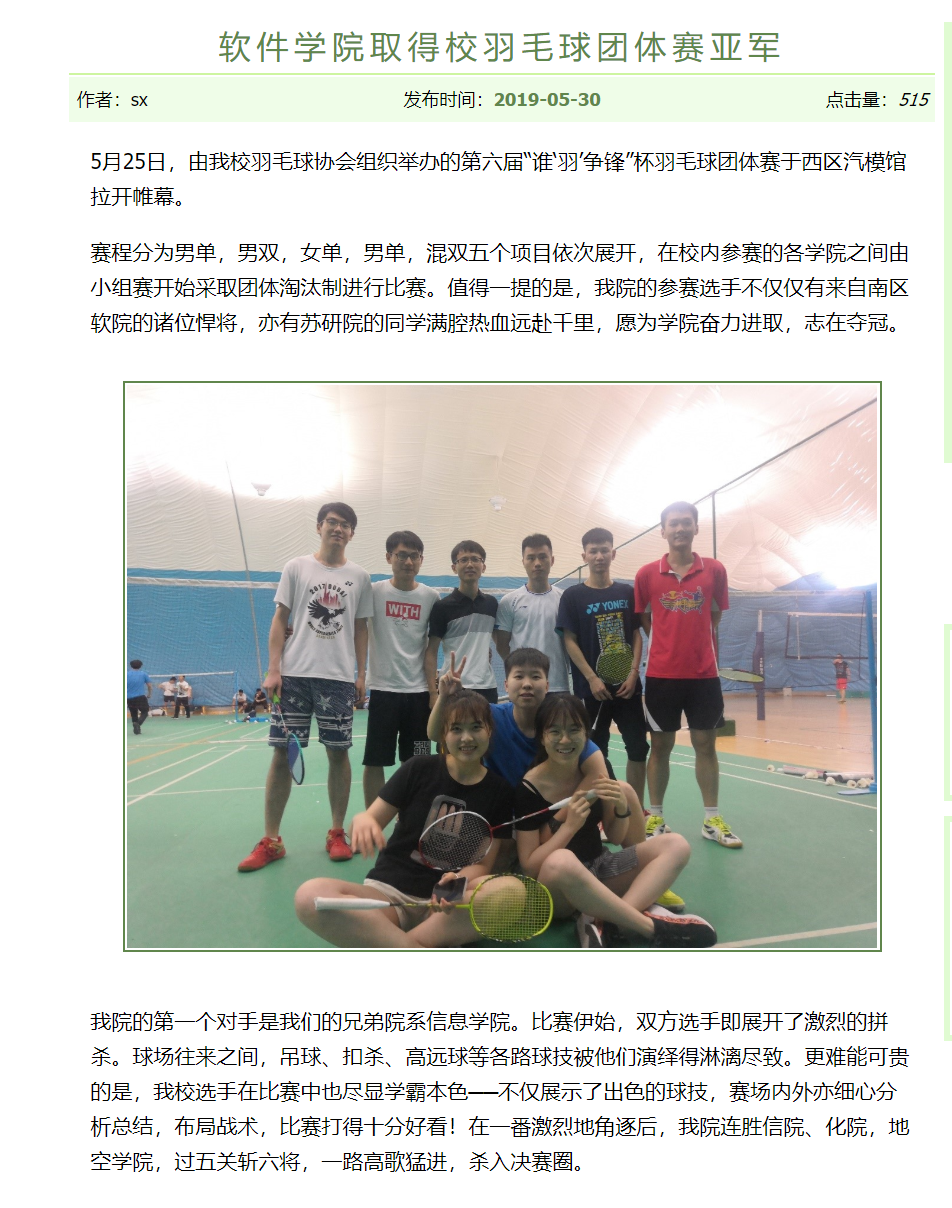 软件学院取得校羽毛球团体赛亚军
作者：sx 发布时间：2019-05-30 点击量：515
5月25日，由我校羽毛球协会组织举办的第六届“谁‘羽’争锋”杯羽毛球团体赛于西区汽模馆
拉开帷幕。
赛程分为男单，男双，女单，男单，混双五个项目依次展开，在校内参赛的各学院之间由
小组赛开始采取团体淘汰制进行比赛。值得一提的是，我院的参赛选手不仅仅有来自南区
软院的诸位悍将，亦有苏研院的同学满腔热血远赴千里，愿为学院奋力进取，志在夺冠。
WITH
YONEX
我院的第一个对手是我们的兄弟院系信息学院。比赛伊始，双方选手即展开了激烈的拼
杀。球场往来之间，吊球、扣杀、高远球等各路球技被他们演绎得淋漓尽致。更难能可贵
的是，我校选手在比赛中也尽显学霸本色──不仅展示了出色的球技，赛场内外亦细心分
析总结，布局战术，比赛打得十分好看！在一番激烈地角逐后，我院连胜信院、化院，地
空学院，过五关斩六将，一路高歌猛进，杀入决赛圈。